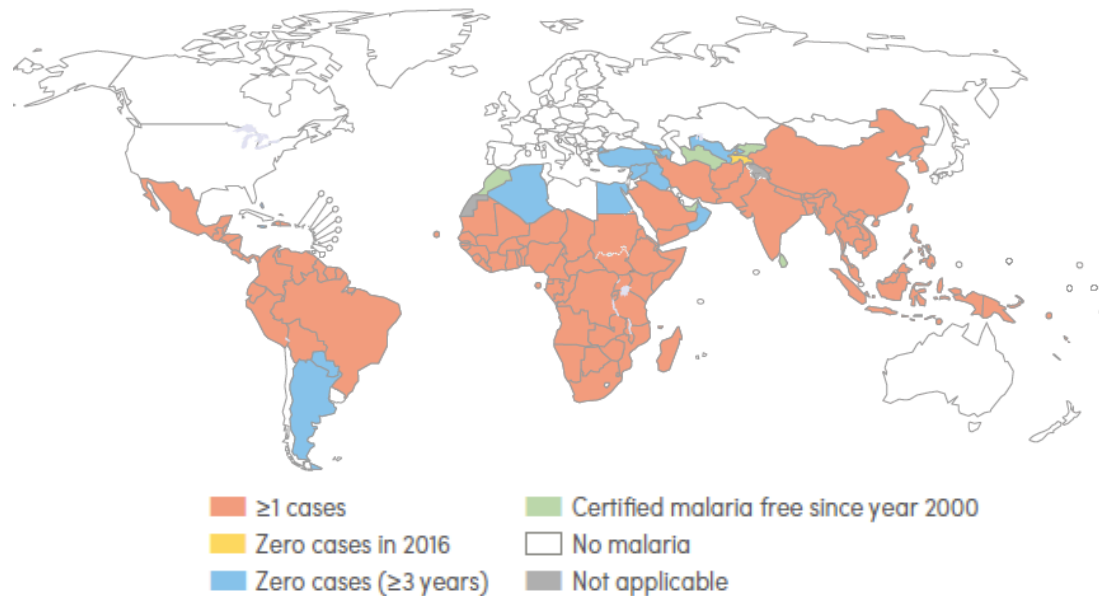 ≥1 cases
Zero cases in 2016
Zero cases (≥3 years)
Certified malaria free since year 2000
No malaria
Not applicable